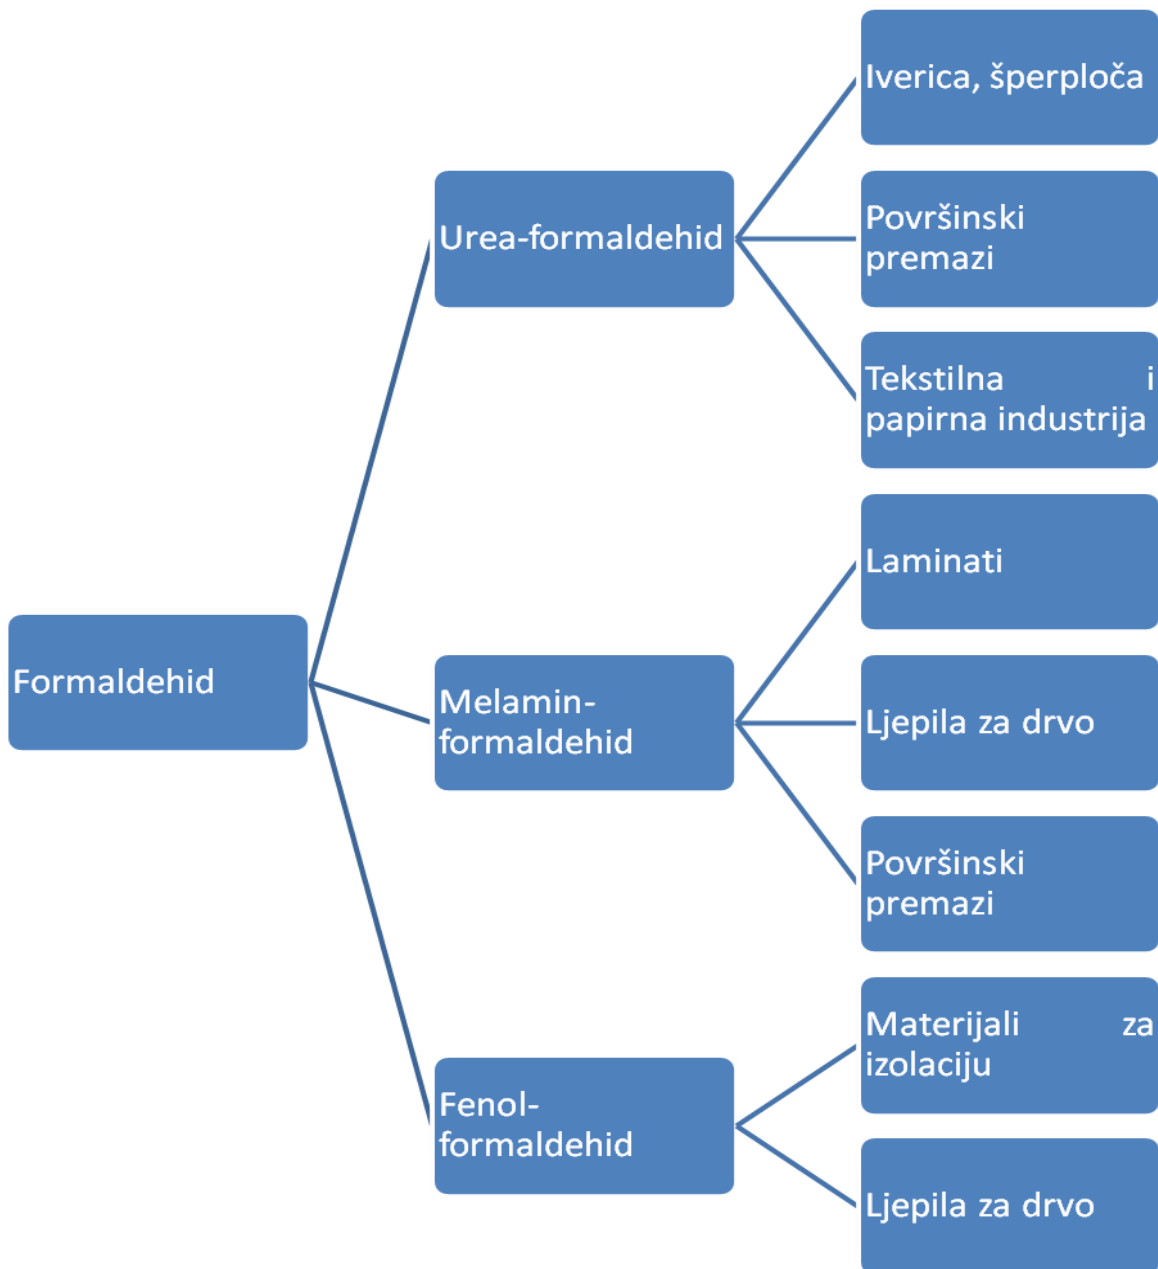 Iverica, šperploča
Urea-formaldehid
Površinski
premazi
Tekstilna i
papirna industrija
Laminati
Formaldehid
Melamin-
formaldehid
Ljepila za drvo
Površinski
premazi
Materijali za
izolaciju
Fenol-
formaldehid
Ljepila za drvo